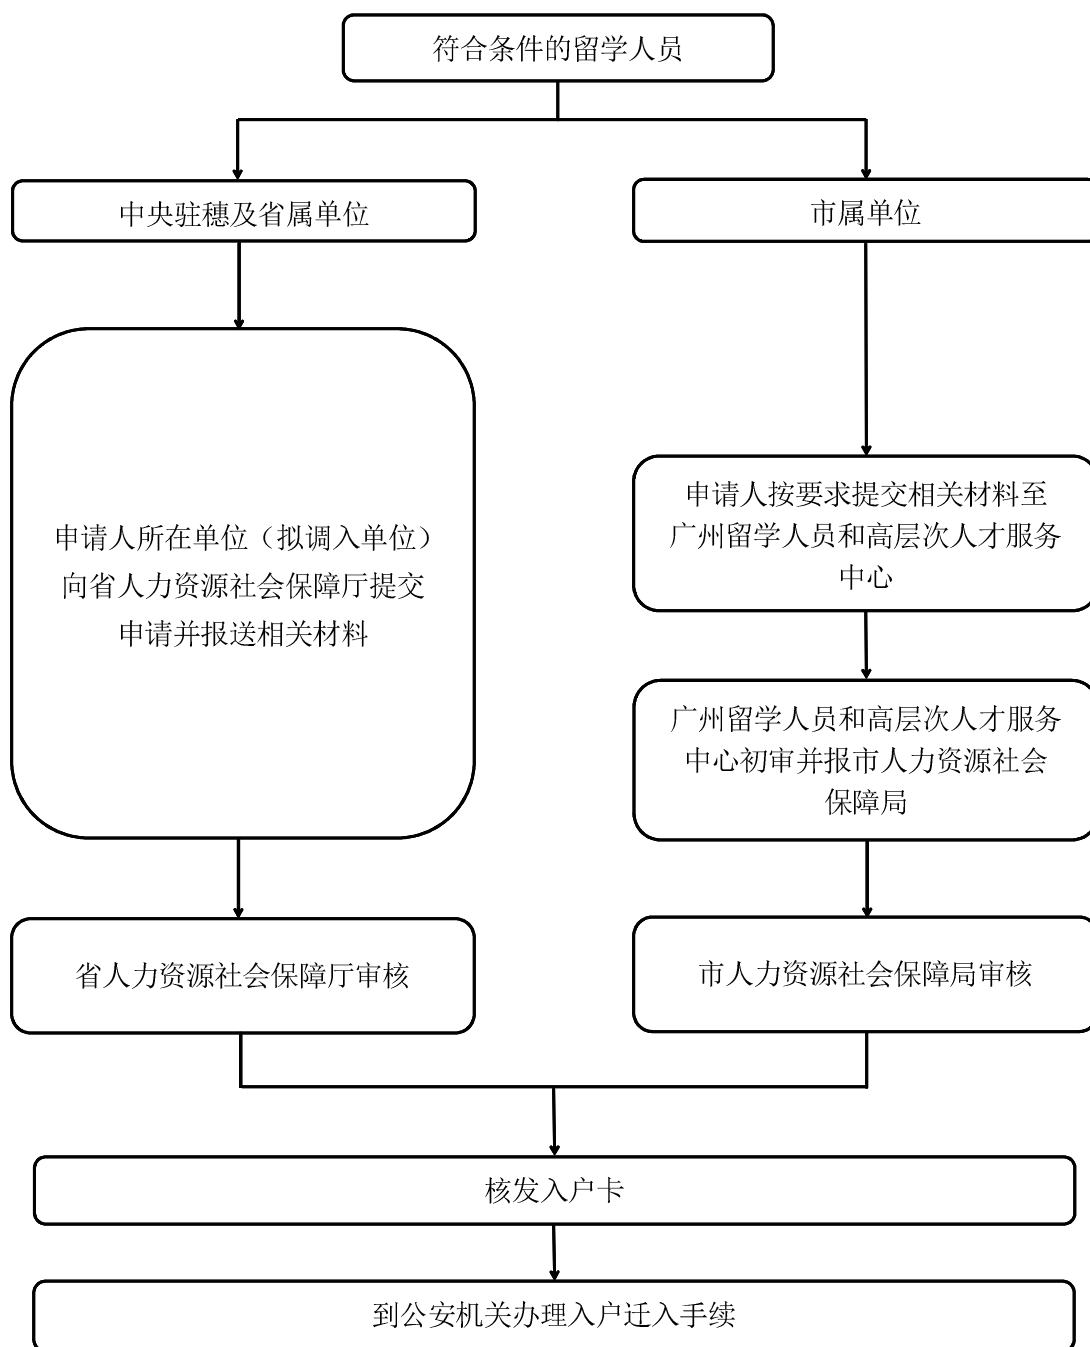 符合条件的留学人员
中央驻穗及省属单位
市属单位
申请人所在单位（拟调入单位）
向省人力资源社会保障厅提交
申请并报送相关材料
申请人按要求提交相关材料至
广州留学人员和高层次人才服务
中心
广州留学人员和高层次人才服务
中心初审并报市人力资源社会
保障局
省人力资源社会保障厅审核
市人力资源社会保障局审核
核发入户卡
到公安机关办理入户迁入手续